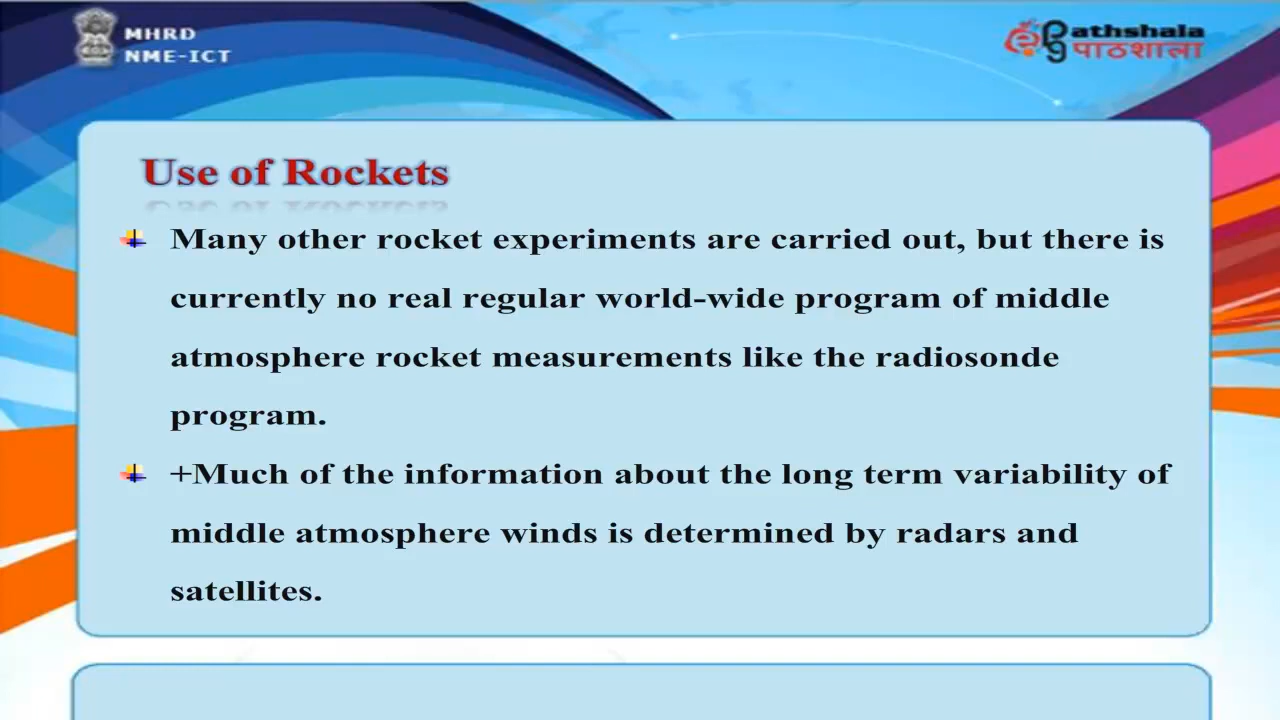 MHRD
NME-ICT
epgathshala
पाठशाला
Use of Rockets
Many other rocket experiments are carried out, but there is
currently no real regular world-wide program of middle
atmosphere rocket measurements like the radiosonde
program.
+Much of the information about the long term variability of
middle atmosphere winds is determined by radars and
satellites.